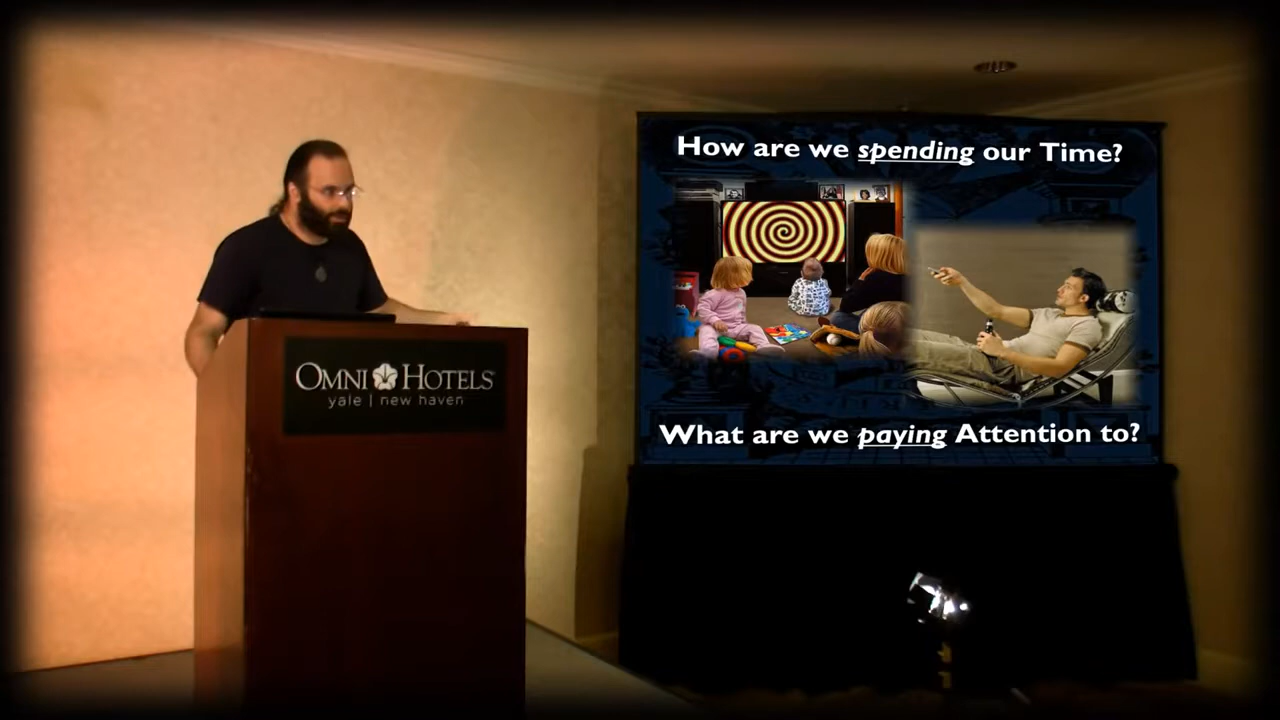 OMNI HOTELS
yale | new haven
How are we spending our Time?
What are we paying Attention to?